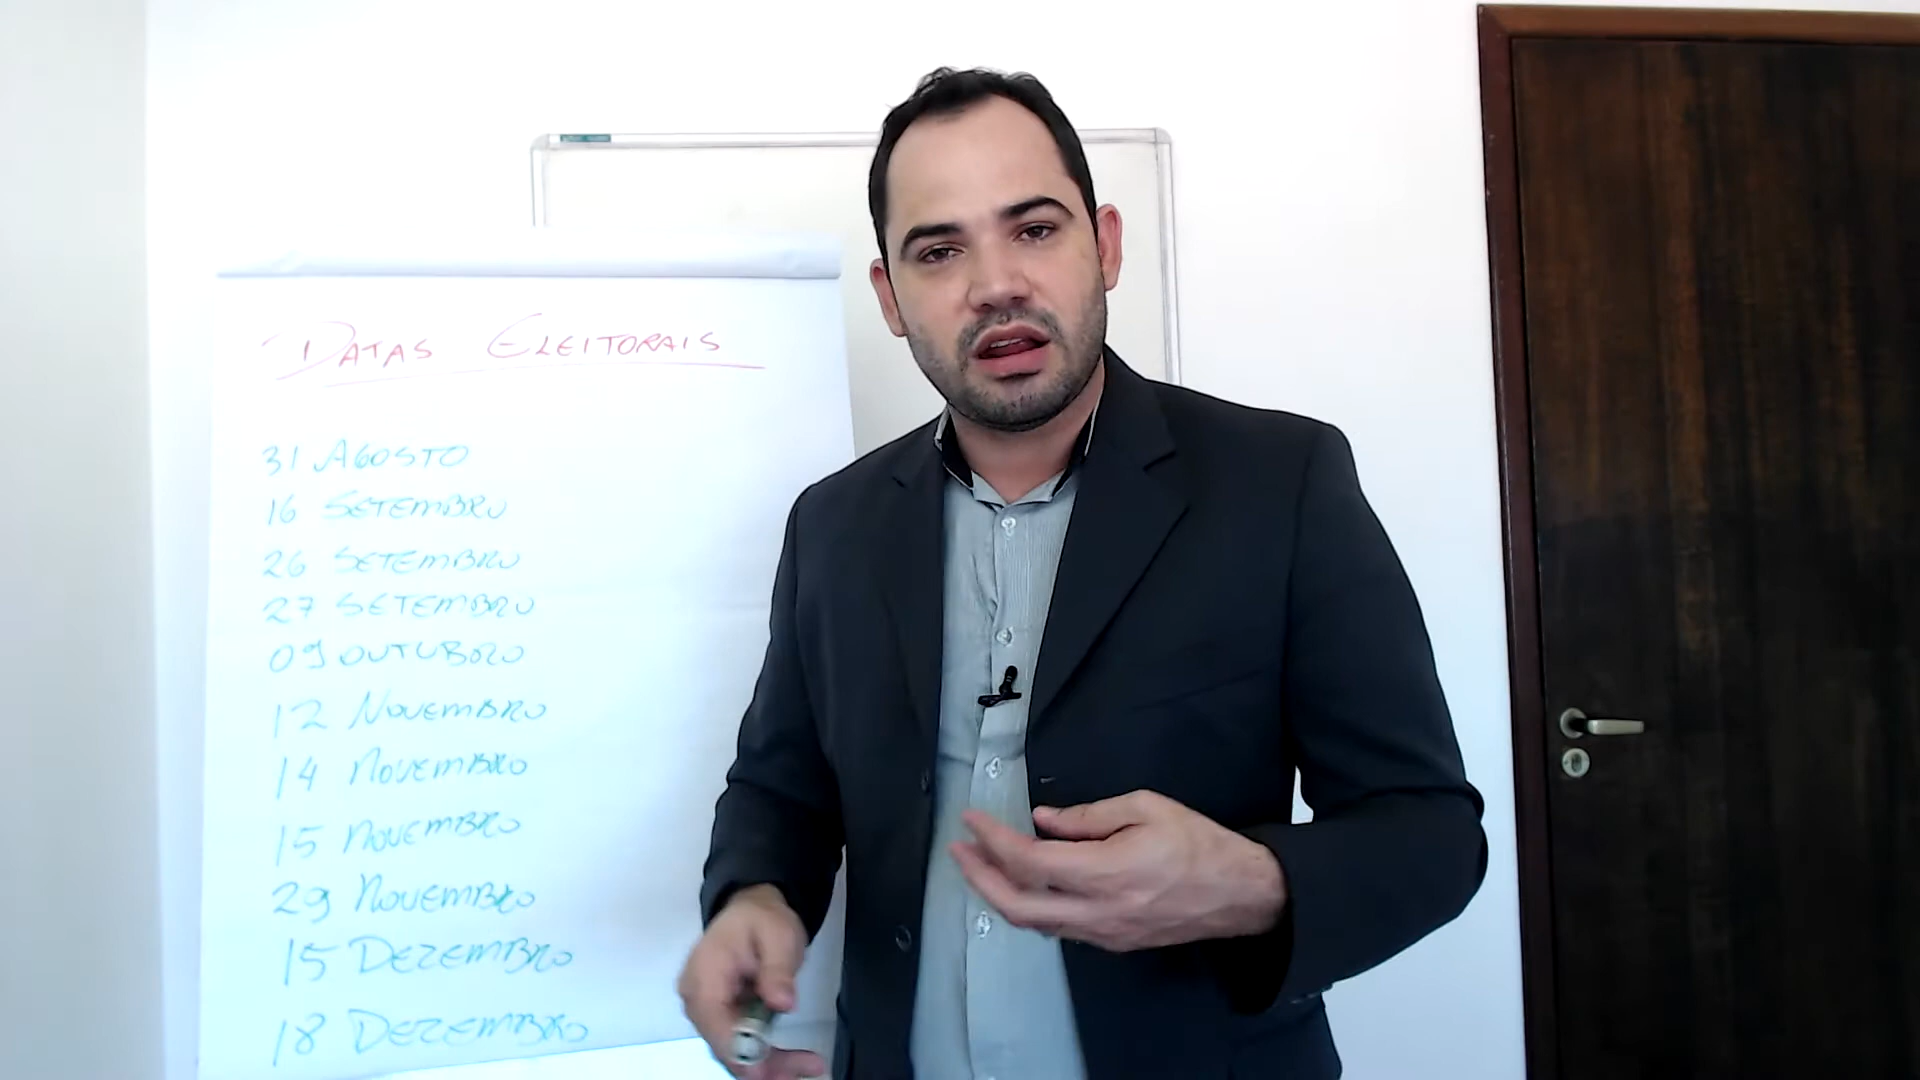 DATAS ELEITORAIS
31 AGOSTO
16 SETEMBRO
26 SETEMBRO
27 SETEMBRO
09 OUTUBRO
12 NOVEMBRO
14 NOVEMBRO
15 NOVEMBRO
29 NOVEMBRO
15 DEZEMBRO
18 DEZEMBRO